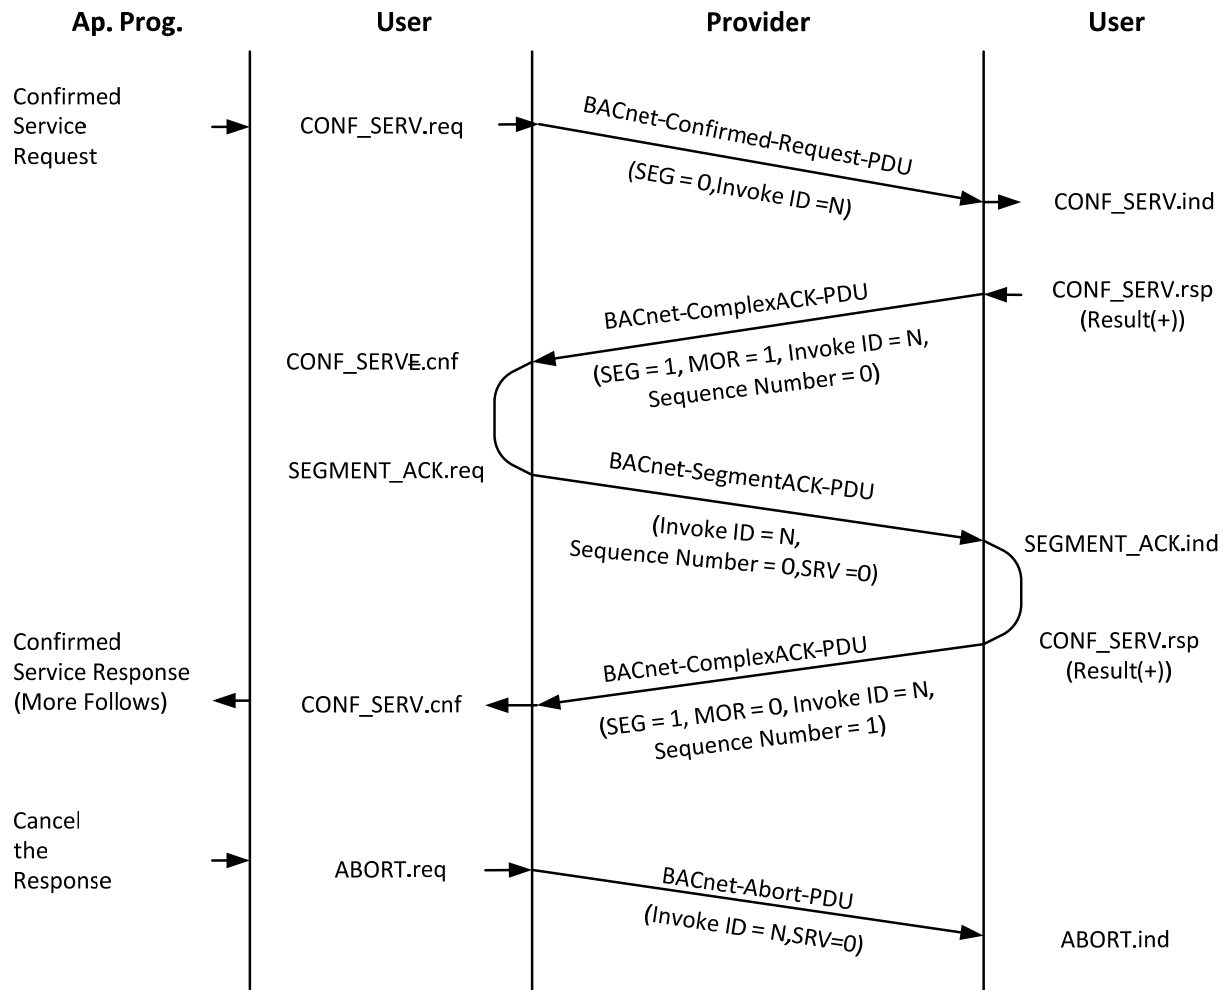 Ap. Prog.
User
Provider
User
Confirmed
Service
Request
CONF_SERV.req
BACnet-Confirmed-Request-PDU
(SEG = 0,Invoke ID =N)
CONF_SERV.ind
CONF_SERV.rsp
(Result(+))
BACnet-ComplexACK-PDU
(SEG = 1, MOR = 1, Invoke ID = N,
Sequence Number = 0)
CONF_SERVE.cnf
SEGMENT_ACK.req
BACnet-SegmentACK-PDU
(Invoke ID = N,
Sequence Number = 0,SRV =0)
SEGMENT_ACK.ind
Confirmed
Service Response
(More Follows)
CONF_SERV.rsp
(Result(+))
BACnet-ComplexACK-PDU
(SEG = 1, MOR = 0, Invoke ID = N,
Sequence Number = 1)
CONF_SERV.cnf
Cancel
the
Response
ABORT.req
BACnet-Abort-PDU
(Invoke ID = N,SRV=0)
ABORT.ind